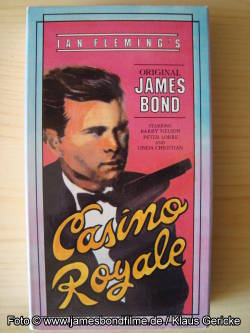 IAN FLEMING'S
ORIGINAL
JAMES
BOND
STARRING
BARRY NELSON
PETER LORRE
AND
LINDA CHRISTIAN
Casino
Royale
Foto © www.jamesbondfilme.de / Klaus Gericke